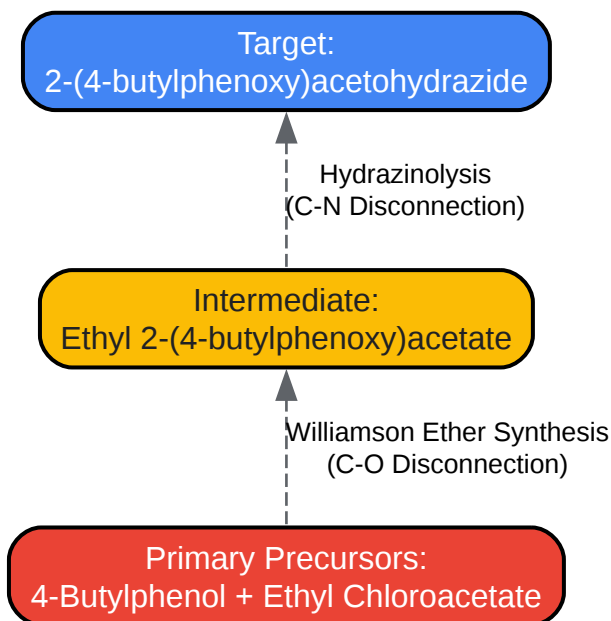 Target:
2-(4-butylphenoxy)acetohydrazide
Hydrazinolysis
(C-N Disconnection)
Intermediate:
Ethyl 2-(4-butylphenoxy)acetate
Williamson Ether Synthesis
(C-O Disconnection)
Primary Precursors:
4-Butylphenol + Ethyl Chloroacetate